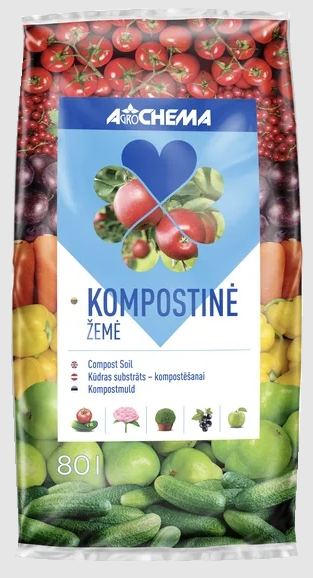 AGROCHEMA
KOMPOSTINĖ
ŽEMĖ
Compost Soil
Kūdras substrāts – kompostēšanai
Kompostmuld
80 l